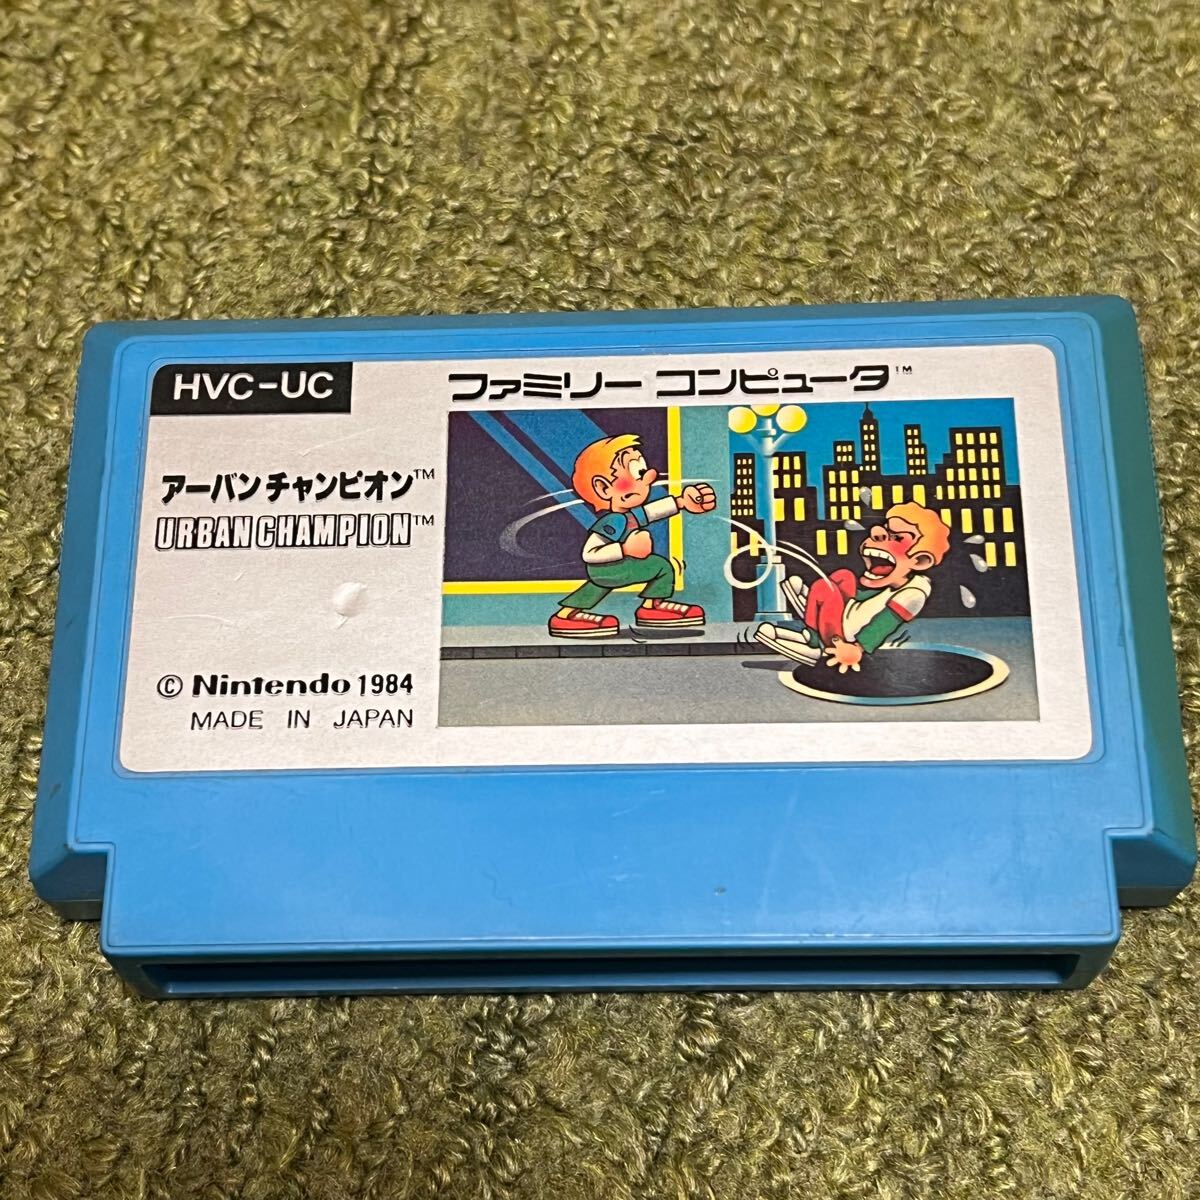 HVC-UC
ファミリー コンピュータ™
アーバンチャンピオン™
URBAN CHAMPION™
© Nintendo 1984
MADE IN JAPAN